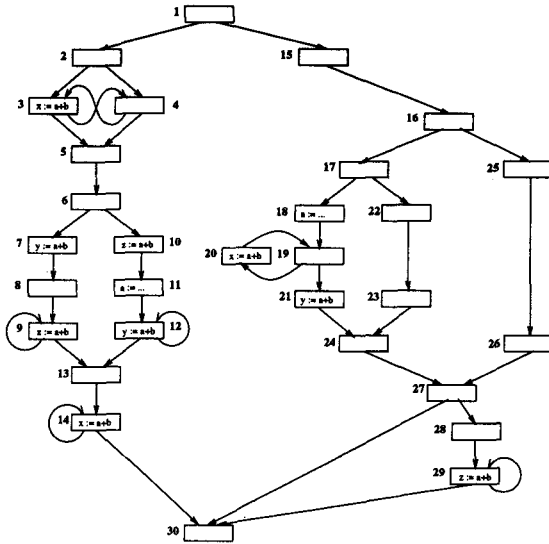 1
2
15
3 x := a+b
4
16
5
17
25
6
18 a := ...
22
7 y := a+b
z := a+b 10
20 x := a+b
19
8
a := ... 11
21 y := a+b
23
9 z := a+b
y := a+b 12
24
26
13
27
14 x := a+b
28
29 z := a+b
30